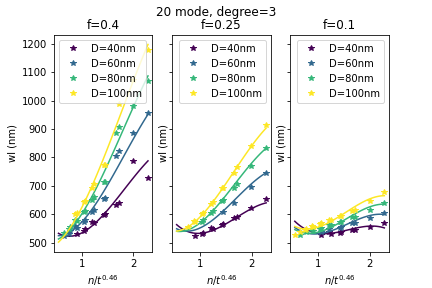 20 mode, degree=3
f=0.4
f=0.25
f=0.1
wl (nm)
1200
1100
1000
900
800
700
600
500
D=40nm
D=60nm
D=80nm
D=100nm
1 2
n/t^0.46
wl (nm)
D=40nm
D=60nm
D=80nm
D=100nm
1 2
n/t^0.46
wl (nm)
D=40nm
D=60nm
D=80nm
D=100nm
1 2
n/t^0.46